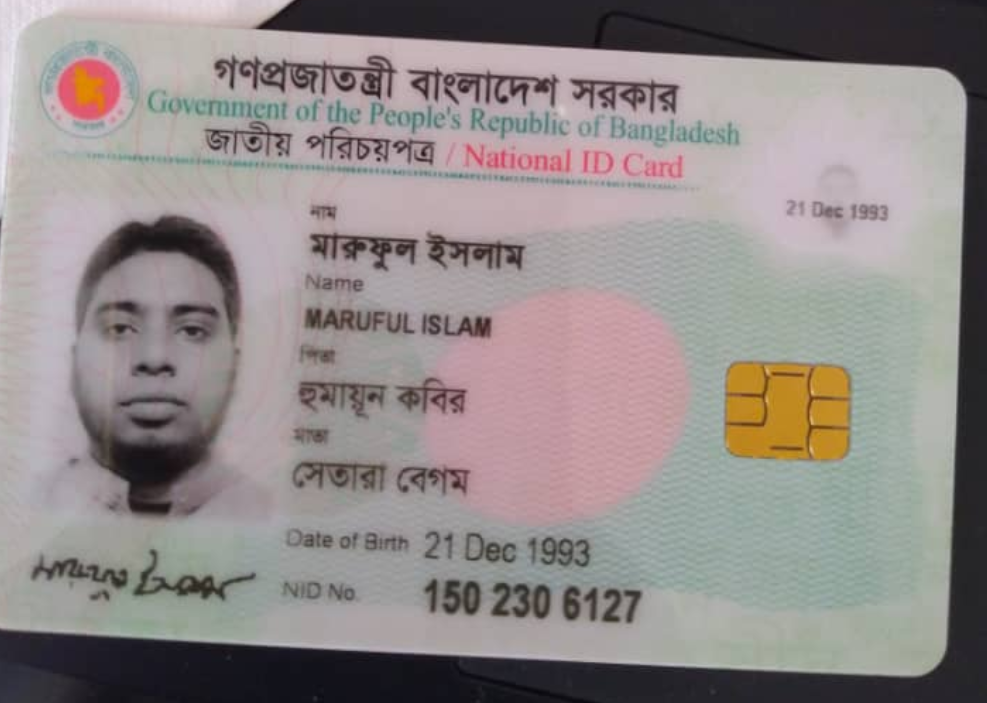 গণপ্রজাতন্ত্রী বাংলাদেশ সরকার
Government of the People's Republic of Bangladesh
জাতীয় পরিচয়পত্র / National ID Card
21 Dec 1993
নাম
মারুফুল ইসলাম
Name
MARUFUL ISLAM
পিতা
হুমায়ূন কবির
মাতা
সেতারা বেগম
Date of Birth 21 Dec 1993
NID No. 150 230 6127